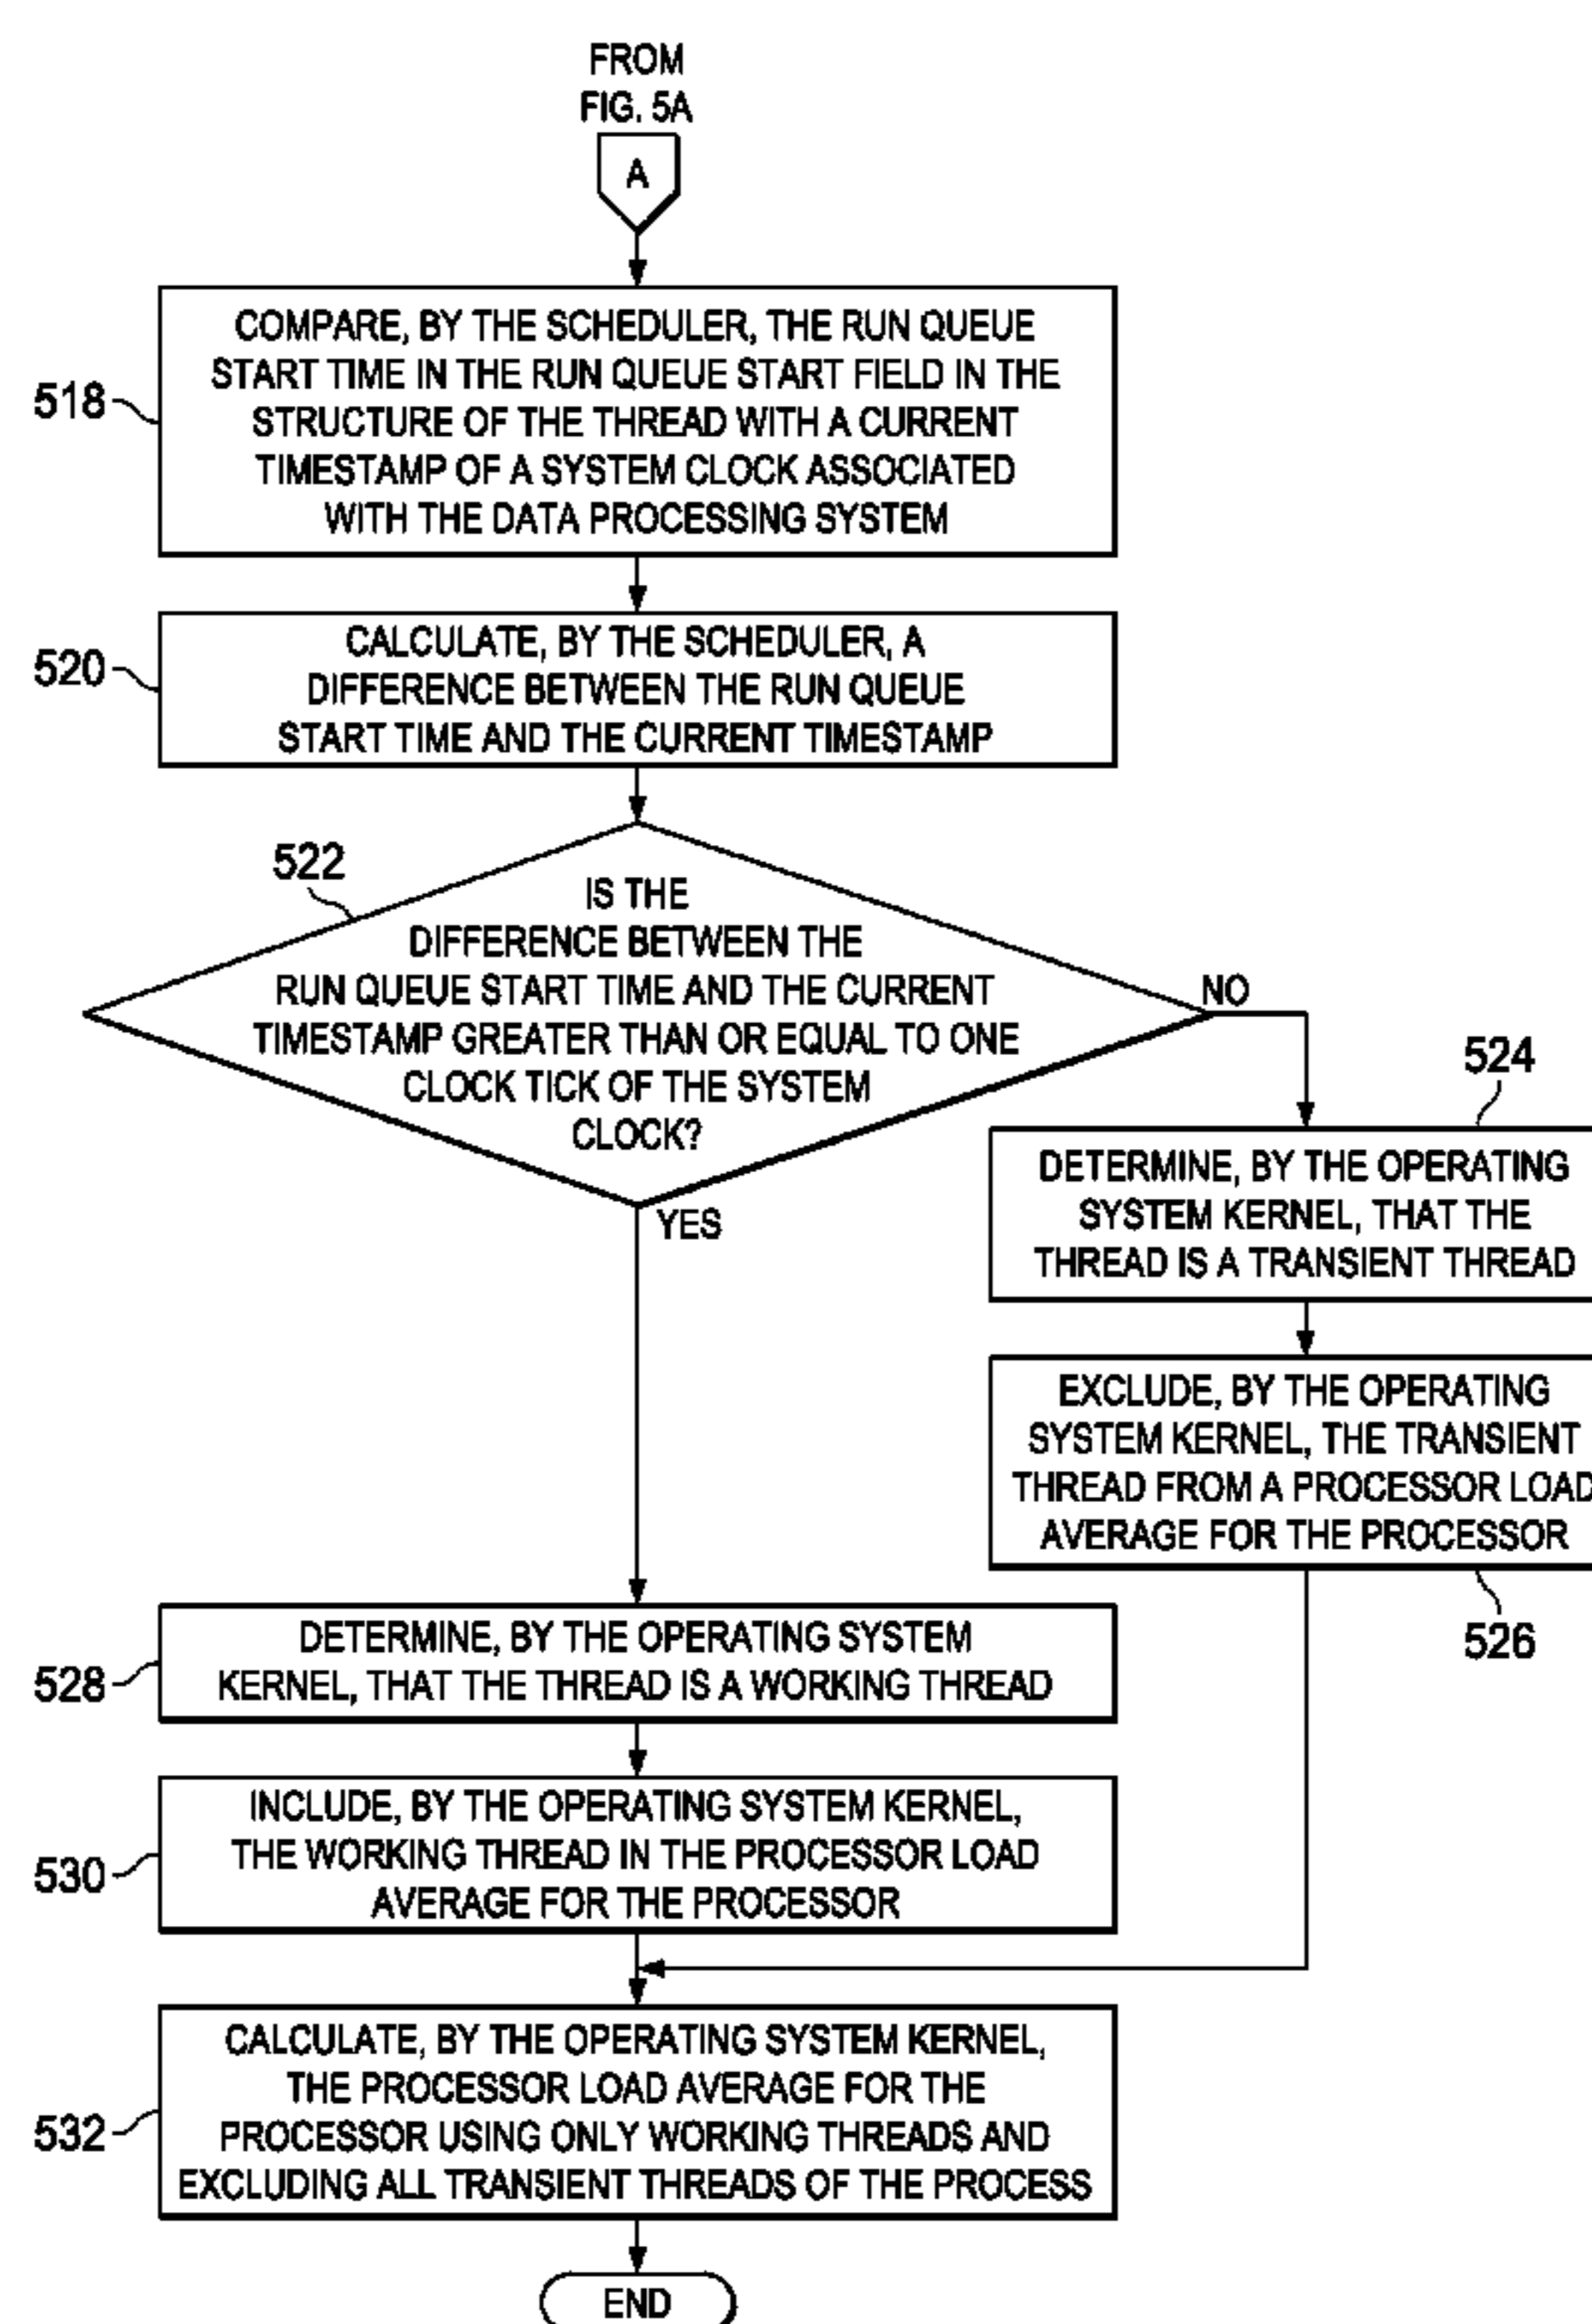 FROM
FIG. 5A
A
518
COMPARE, BY THE SCHEDULER, THE RUN QUEUE
START TIME IN THE RUN QUEUE START FIELD IN THE
STRUCTURE OF THE THREAD WITH A CURRENT
TIMESTAMP OF A SYSTEM CLOCK ASSOCIATED
WITH THE DATA PROCESSING SYSTEM
520
CALCULATE, BY THE SCHEDULER, A
DIFFERENCE BETWEEN THE RUN QUEUE
START TIME AND THE CURRENT TIMESTAMP
522
IS THE
DIFFERENCE BETWEEN THE
RUN QUEUE START TIME AND THE CURRENT
TIMESTAMP GREATER THAN OR EQUAL TO ONE
CLOCK TICK OF THE SYSTEM
CLOCK?
NO
YES
524
DETERMINE, BY THE OPERATING
SYSTEM KERNEL, THAT THE
THREAD IS A TRANSIENT THREAD
EXCLUDE, BY THE OPERATING
SYSTEM KERNEL, THE TRANSIENT
THREAD FROM A PROCESSOR LOAD
AVERAGE FOR THE PROCESSOR
526
528
DETERMINE, BY THE OPERATING SYSTEM
KERNEL, THAT THE THREAD IS A WORKING THREAD
530
INCLUDE, BY THE OPERATING SYSTEM KERNEL,
THE WORKING THREAD IN THE PROCESSOR LOAD
AVERAGE FOR THE PROCESSOR
532
CALCULATE, BY THE OPERATING SYSTEM KERNEL,
THE PROCESSOR LOAD AVERAGE FOR THE
PROCESSOR USING ONLY WORKING THREADS AND
EXCLUDING ALL TRANSIENT THREADS OF THE PROCESS
END